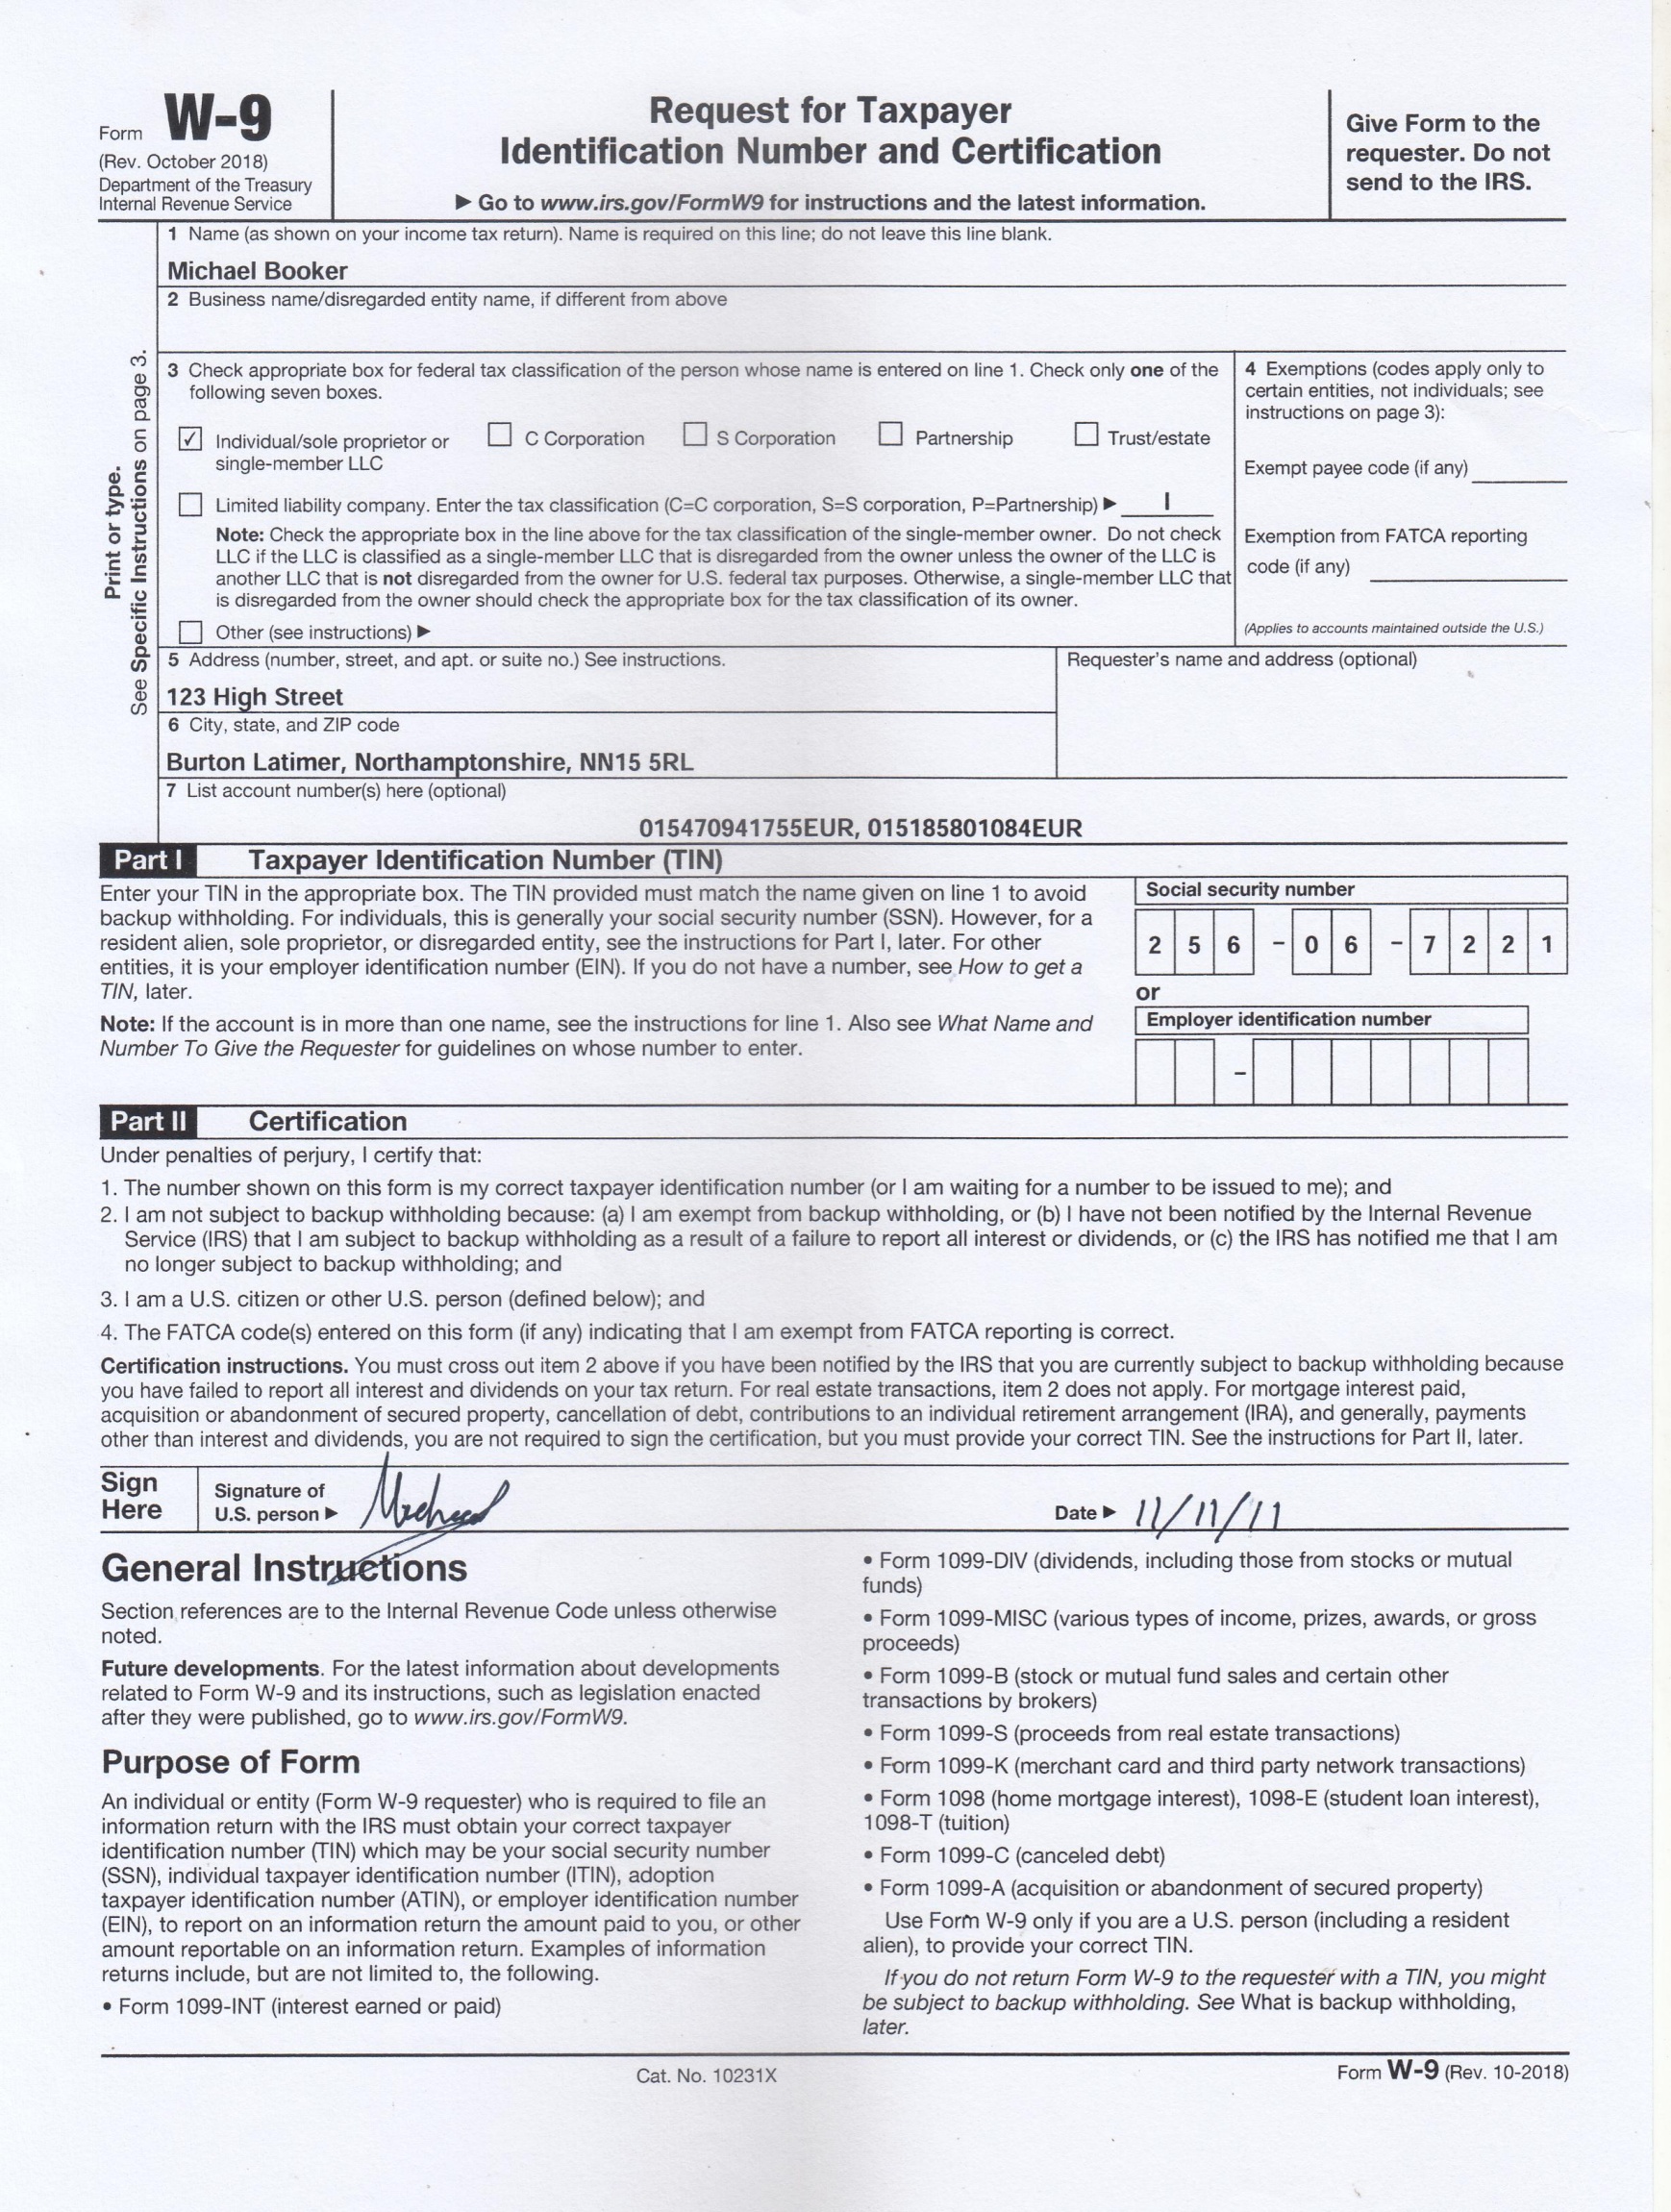 Form W-9
(Rev. October 2018)
Department of the Treasury
Internal Revenue Service
Request for Taxpayer
Identification Number and Certification
▶ Go to www.irs.gov/FormW9 for instructions and the latest information.
Give Form to the
requester. Do not
send to the IRS.
Print or type.
See Specific Instructions on page 3.
1 Name (as shown on your income tax return). Name is required on this line; do not leave this line blank.
Michael Booker
2 Business name/disregarded entity name, if different from above
3 Check appropriate box for federal tax classification of the person whose name is entered on line 1. Check only one of the
following seven boxes.
✓ Individual/sole proprietor or
single-member LLC
C Corporation
S Corporation
Partnership
Trust/estate
Limited liability company. Enter the tax classification (C=C corporation, S=S corporation, P=Partnership) ▶ I
Note: Check the appropriate box in the line above for the tax classification of the single-member owner. Do not check
LLC if the LLC is classified as a single-member LLC that is disregarded from the owner unless the owner of the LLC is
another LLC that is not disregarded from the owner for U.S. federal tax purposes. Otherwise, a single-member LLC that
is disregarded from the owner should check the appropriate box for the tax classification of its owner.
Other (see instructions) ▶
4 Exemptions (codes apply only to
certain entities, not individuals; see
instructions on page 3):
Exempt payee code (if any)
Exemption from FATCA reporting
code (if any)
(Applies to accounts maintained outside the U.S.)
5 Address (number, street, and apt. or suite no.) See instructions.
123 High Street
6 City, state, and ZIP code
Burton Latimer, Northamptonshire, NN15 5RL
Requester's name and address (optional)
7 List account number(s) here (optional)
015470941755EUR, 015185801084EUR
Part I Taxpayer Identification Number (TIN)
Enter your TIN in the appropriate box. The TIN provided must match the name given on line 1 to avoid
backup withholding. For individuals, this is generally your social security number (SSN). However, for a
resident alien, sole proprietor, or disregarded entity, see the instructions for Part I, later. For other
entities, it is your employer identification number (EIN). If you do not have a number, see How to get a
TIN, later.
Note: If the account is in more than one name, see the instructions for line 1. Also see What Name and
Number To Give the Requester for guidelines on whose number to enter.
Social security number
2 5 6 – 0 6 – 7 2 2 1
or
Employer identification number
–
Part II Certification
Under penalties of perjury, I certify that:
1. The number shown on this form is my correct taxpayer identification number (or I am waiting for a number to be issued to me); and
2. I am not subject to backup withholding because: (a) I am exempt from backup withholding, or (b) I have not been notified by the Internal Revenue
Service (IRS) that I am subject to backup withholding as a result of a failure to report all interest or dividends, or (c) the IRS has notified me that I am
no longer subject to backup withholding; and
3. I am a U.S. citizen or other U.S. person (defined below); and
4. The FATCA code(s) entered on this form (if any) indicating that I am exempt from FATCA reporting is correct.
Certification instructions. You must cross out item 2 above if you have been notified by the IRS that you are currently subject to backup withholding because
you have failed to report all interest and dividends on your tax return. For real estate transactions, item 2 does not apply. For mortgage interest paid,
acquisition or abandonment of secured property, cancellation of debt, contributions to an individual retirement arrangement (IRA), and generally, payments
other than interest and dividends, you are not required to sign the certification, but you must provide your correct TIN. See the instructions for Part II, later.
Sign
Here
Signature of
U.S. person ▶
Date ▶ 11/11/11
General Instructions
Section references are to the Internal Revenue Code unless otherwise
noted.
Future developments. For the latest information about developments
related to Form W-9 and its instructions, such as legislation enacted
after they were published, go to www.irs.gov/FormW9.
Purpose of Form
An individual or entity (Form W-9 requester) who is required to file an
information return with the IRS must obtain your correct taxpayer
identification number (TIN) which may be your social security number
(SSN), individual taxpayer identification number (ITIN), adoption
taxpayer identification number (ATIN), or employer identification number
(EIN), to report on an information return the amount paid to you, or other
amount reportable on an information return. Examples of information
returns include, but are not limited to, the following.
• Form 1099-INT (interest earned or paid)
• Form 1099-DIV (dividends, including those from stocks or mutual
funds)
• Form 1099-MISC (various types of income, prizes, awards, or gross
proceeds)
• Form 1099-B (stock or mutual fund sales and certain other
transactions by brokers)
• Form 1099-S (proceeds from real estate transactions)
• Form 1099-K (merchant card and third party network transactions)
• Form 1098 (home mortgage interest), 1098-E (student loan interest),
1098-T (tuition)
• Form 1099-C (canceled debt)
• Form 1099-A (acquisition or abandonment of secured property)
Use Form W-9 only if you are a U.S. person (including a resident
alien), to provide your correct TIN.
If you do not return Form W-9 to the requester with a TIN, you might
be subject to backup withholding. See What is backup withholding,
later.
Cat. No. 10231X
Form W-9 (Rev. 10-2018)